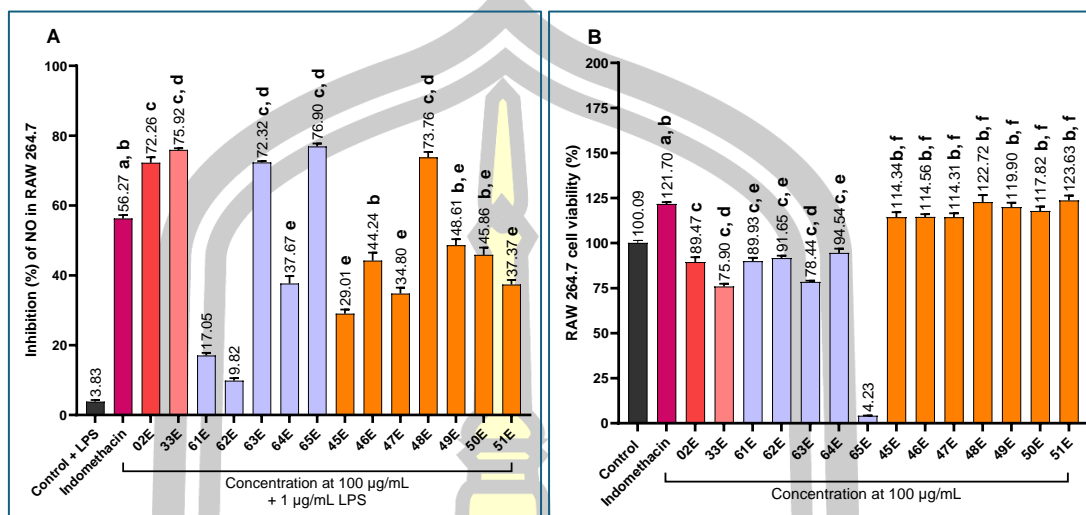 A
Inhibition (%) of NO in RAW 264.7
100
80
60
40
20
0
3.83
56.27 a, b
72.26 c
75.92 c, d
17.05
9.82
72.32 c, d
37.67 e
76.90 c, d
29.01 e
44.24 b
34.80 e
73.76 c, d
48.61 b, e
45.86 b, e
37.37 e
Control + LPS
Indomethacin
02E
33E
61E
62E
63E
64E
65E
45E
46E
47E
48E
49E
50E
51E
Concentration at 100 µg/mL
+ 1 µg/mL LPS
B
RAW 264.7 cell viability (%)
200
175
150
125
100
75
50
25
0
100.09
121.70 a, b
89.47 c
75.90 c, d
89.93 c, e
91.65 c, e
78.44 c, d
94.54 c, e
4.23
114.34 b, f
114.56 b, f
114.31 b, f
122.72 b, f
119.90 b, f
117.82 b, f
123.63 b, f
Control
Indomethacin
02E
33E
61E
62E
63E
64E
65E
45E
46E
47E
48E
49E
50E
51E
Concentration at 100 µg/mL